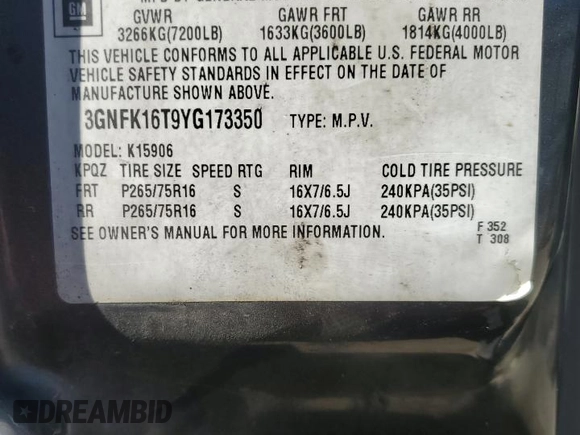 GM
GVWR GAWR FRT GAWR RR
3266KG(7200LB) 1633KG(3600LB) 1814KG(4000LB)
THIS VEHICLE CONFORMS TO ALL APPLICABLE U.S. FEDERAL MOTOR
VEHICLE SAFETY STANDARDS IN EFFECT ON THE DATE OF
MANUFACTURE SHOWN ABOVE.
3GNFK16T9YG173350 TYPE: M.P.V.
MODEL: K15906
KPQZ TIRE SIZE SPEED RTG RIM COLD TIRE PRESSURE
FRT P265/75R16 S 16X7/6.5J 240KPA(35PSI)
RR P265/75R16 S 16X7/6.5J 240KPA(35PSI)
SEE OWNER'S MANUAL FOR MORE INFORMATION.
F 352
T 308
DREAMBID